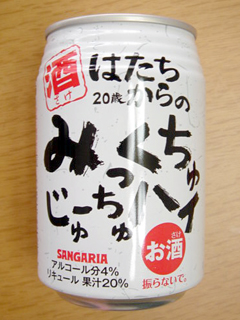 酒
さけ
はたち
20歳からの
みっくちゅ
じゅーちゅハイ
SANGARIA
アルコール分4%
リキュール 果汁20%
さけ
お酒
振らないで。